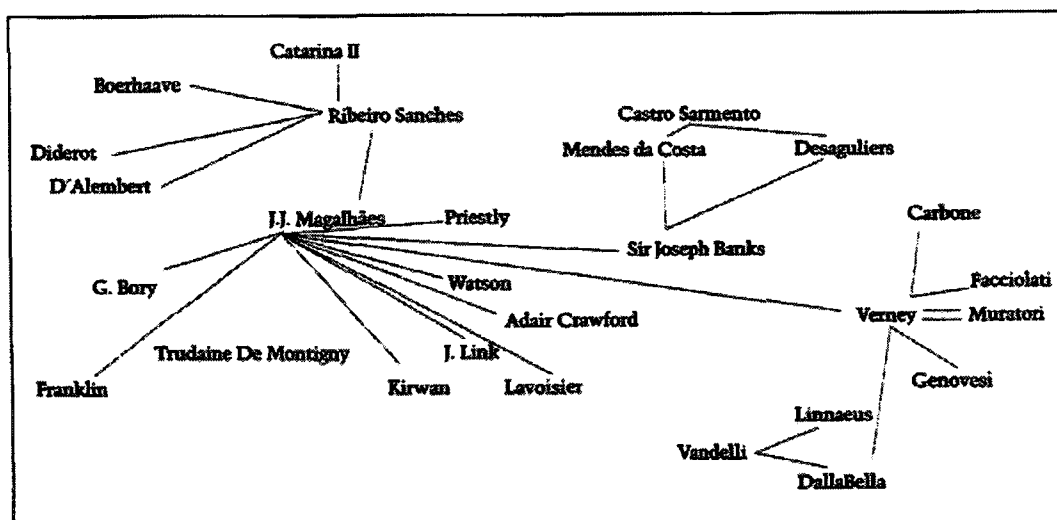 Catarina II
Boerhaave
Ribeiro Sanches
Castro Sarmento
Diderot
Mendes da Costa
Desaguliers
D´Alembert
J.J. Magalhães
Priestly
Carbone
Sir Joseph Banks
G. Bory
Watson
Facciolati
Adair Crawford
Verney
Muratori
Trudaine De Montigny
J. Link
Franklin
Kirwan
Lavoisier
Genovesi
Linnaeus
Vandelli
DallaBella